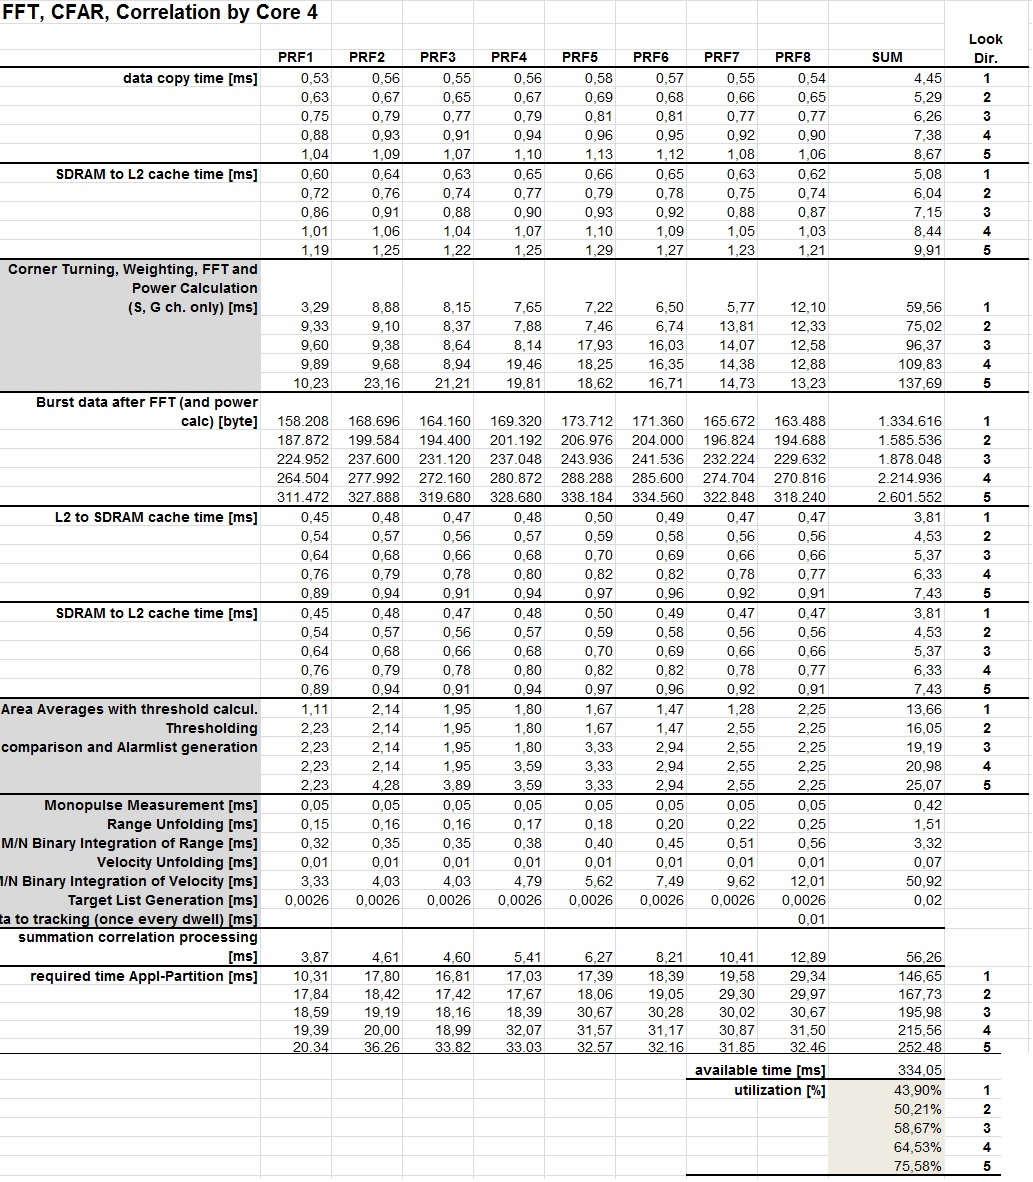 FFT, CFAR, Correlation by Core 4
Look
PRF1 PRF2 PRF3 PRF4 PRF5 PRF6 PRF7 PRF8 SUM Dir.
data copy time [ms] 0,53 0,56 0,55 0,56 0,58 0,57 0,55 0,54 4,45 1
0,63 0,67 0,65 0,67 0,69 0,68 0,66 0,65 5,29 2
0,75 0,79 0,77 0,79 0,81 0,81 0,77 0,77 6,26 3
0,88 0,93 0,91 0,94 0,96 0,95 0,92 0,90 7,38 4
1,04 1,09 1,07 1,10 1,13 1,12 1,08 1,06 8,67 5
SDRAM to L2 cache time [ms] 0,60 0,64 0,63 0,65 0,66 0,65 0,63 0,62 5,08 1
0,72 0,76 0,74 0,77 0,79 0,78 0,75 0,74 6,04 2
0,86 0,91 0,88 0,90 0,93 0,92 0,88 0,87 7,15 3
1,01 1,06 1,04 1,07 1,10 1,09 1,05 1,03 8,44 4
1,19 1,25 1,22 1,25 1,29 1,27 1,23 1,21 9,91 5
Corner Turning, Weighting, FFT and
Power Calculation
(S, G ch. only) [ms] 3,29 8,88 8,15 7,65 7,22 6,50 5,77 12,10 59,56 1
9,33 9,10 8,37 7,88 7,46 6,74 13,81 12,33 75,02 2
9,60 9,38 8,64 8,14 17,93 16,03 14,07 12,58 96,37 3
9,89 9,68 8,94 19,46 18,25 16,35 14,38 12,88 109,83 4
10,23 23,16 21,21 19,81 18,62 16,71 14,73 13,23 137,69 5
Burst data after FFT (and power
calc) [byte] 158.208 168.696 164.160 169.320 173.712 171.360 165.672 163.488 1.334.616 1
187.872 199.584 194.400 201.192 206.976 204.000 196.824 194.688 1.585.536 2
224.952 237.600 231.120 237.048 243.936 241.536 232.224 229.632 1.878.048 3
264.504 277.992 272.160 280.872 288.288 285.600 274.704 270.816 2.214.936 4
311.472 327.888 319.680 328.680 338.184 334.560 322.848 318.240 2.601.552 5
L2 to SDRAM cache time [ms] 0,45 0,48 0,47 0,48 0,50 0,49 0,47 0,47 3,81 1
0,54 0,57 0,56 0,57 0,59 0,58 0,56 0,56 4,53 2
0,64 0,68 0,66 0,68 0,70 0,69 0,66 0,66 5,37 3
0,76 0,79 0,78 0,80 0,82 0,82 0,78 0,77 6,33 4
0,89 0,94 0,91 0,94 0,97 0,96 0,92 0,91 7,43 5
SDRAM to L2 cache time [ms] 0,45 0,48 0,47 0,48 0,50 0,49 0,47 0,47 3,81 1
0,54 0,57 0,56 0,57 0,59 0,58 0,56 0,56 4,53 2
0,64 0,68 0,66 0,68 0,70 0,69 0,66 0,66 5,37 3
0,76 0,79 0,78 0,80 0,82 0,82 0,78 0,77 6,33 4
0,89 0,94 0,91 0,94 0,97 0,96 0,92 0,91 7,43 5
Area Averages with threshold calcul. 1,11 2,14 1,95 1,80 1,67 1,47 1,28 2,25 13,66 1
Thresholding 2,23 2,14 1,95 1,80 1,67 1,47 2,55 2,25 16,05 2
comparison and Alarmlist generation 2,23 2,14 1,95 1,80 3,33 2,94 2,55 2,25 19,19 3
2,23 2,14 1,95 3,59 3,33 2,94 2,55 2,25 20,98 4
2,23 4,28 3,89 3,59 3,33 2,94 2,55 2,25 25,07 5
Monopulse Measurement [ms] 0,05 0,05 0,05 0,05 0,05 0,05 0,05 0,05 0,42
Range Unfolding [ms] 0,15 0,16 0,16 0,17 0,18 0,20 0,22 0,25 1,51
M/N Binary Integration of Range [ms] 0,32 0,35 0,35 0,38 0,40 0,45 0,51 0,56 3,32
Velocity Unfolding [ms] 0,01 0,01 0,01 0,01 0,01 0,01 0,01 0,01 0,07
/N Binary Integration of Velocity [ms] 3,33 4,03 4,03 4,79 5,62 7,49 9,62 12,01 50,92
Target List Generation [ms] 0,0026 0,0026 0,0026 0,0026 0,0026 0,0026 0,0026 0,0026 0,02
ta to tracking (once every dwell) [ms] 0,01
summation correlation processing
[ms] 3,87 4,61 4,60 5,41 6,27 8,21 10,41 12,89 56,26
required time Appl-Partition [ms] 10,31 17,80 16,81 17,03 17,39 18,39 19,58 29,34 146,65 1
17,84 18,42 17,42 17,67 18,06 19,05 29,30 29,97 167,73 2
18,59 19,19 18,16 18,39 30,67 30,28 30,02 30,67 195,98 3
19,39 20,00 18,99 32,07 31,57 31,17 30,87 31,50 215,56 4
20.34 36.26 33.82 33.03 32.57 32.16 31.85 32.46 252.48 5
available time [ms] 334,05
utilization [%] 43,90% 1
50,21% 2
58,67% 3
64,53% 4
75,58% 5